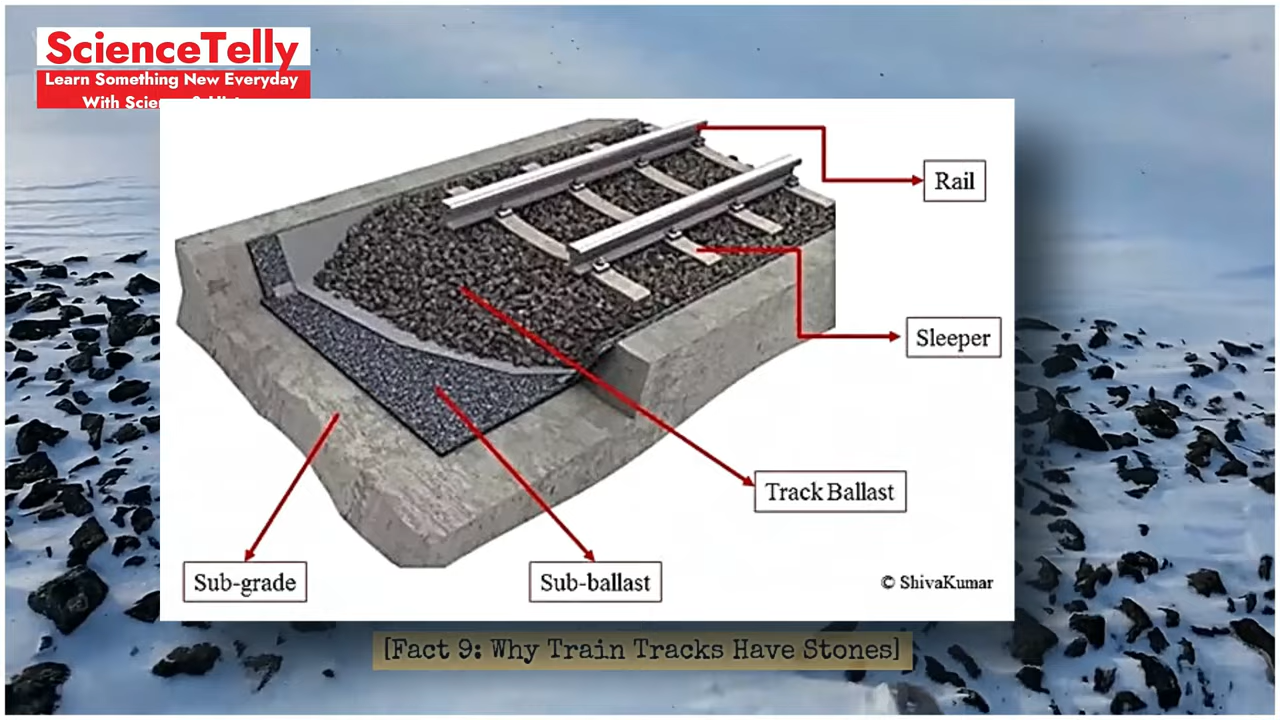 ScienceTelly
Learn Something New Everyday
With
Rail
Sleeper
Track Ballast
Sub-grade
Sub-ballast
© ShivaKumar
[Fact 9: Why Train Tracks Have Stones]